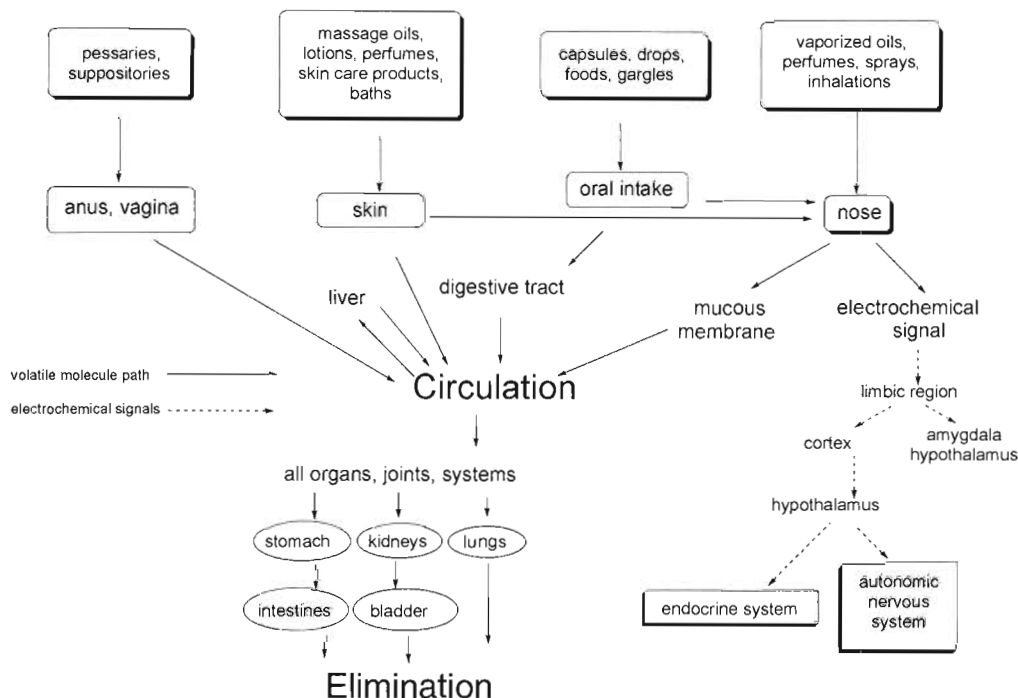 pessaries,
suppositories
massage oils,
lotions, perfumes,
skin care products,
baths
capsules, drops,
foods, gargles
vaporized oils,
perfumes, sprays,
inhalations
anus, vagina
skin
oral intake
nose
liver
digestive tract
mucous
membrane
electrochemical
signal
volatile molecule path
electrochemical signals
Circulation
limbic region
cortex
amygdala
hypothalamus
all organs, joints, systems
hypothalamus
stomach
kidneys
lungs
intestines
bladder
endocrine system
autonomic
nervous
system
Elimination